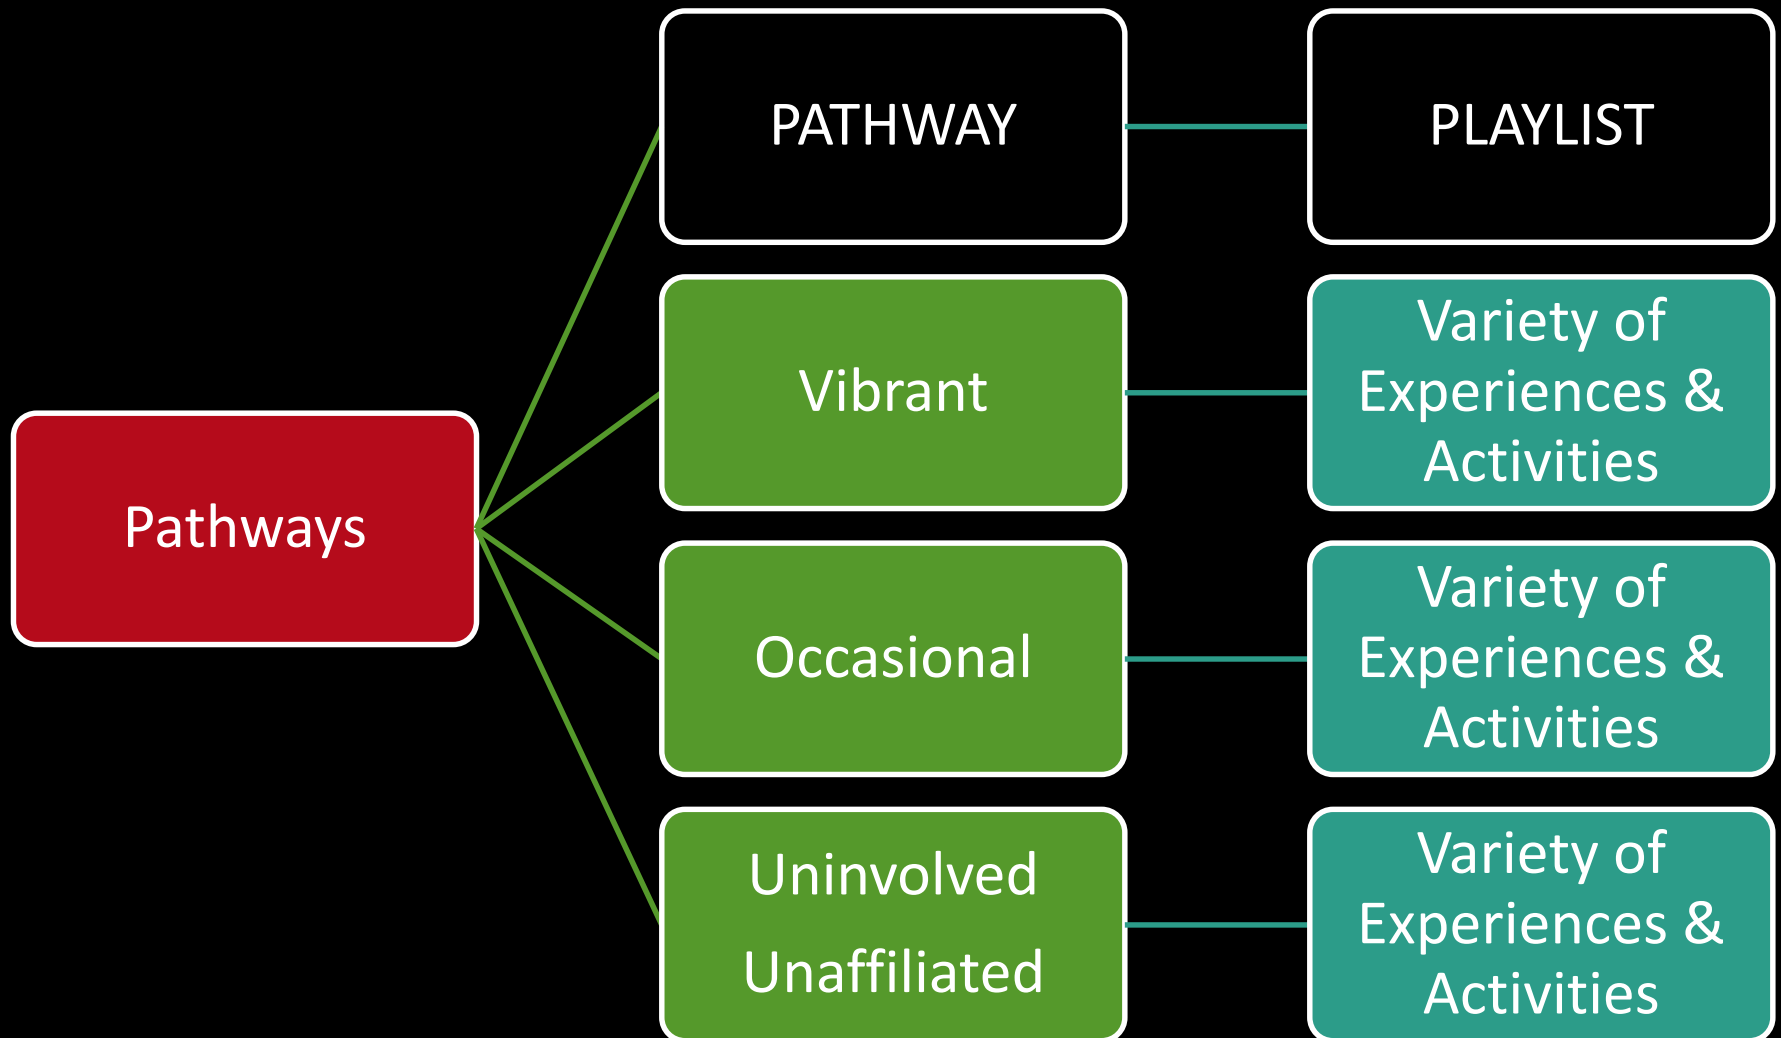 PATHWAY
PLAYLIST
Vibrant
Variety of
Experiences &
Activities
Pathways
Occasional
Variety of
Experiences &
Activities
Uninvolved
Unaffiliated
Variety of
Experiences &
Activities